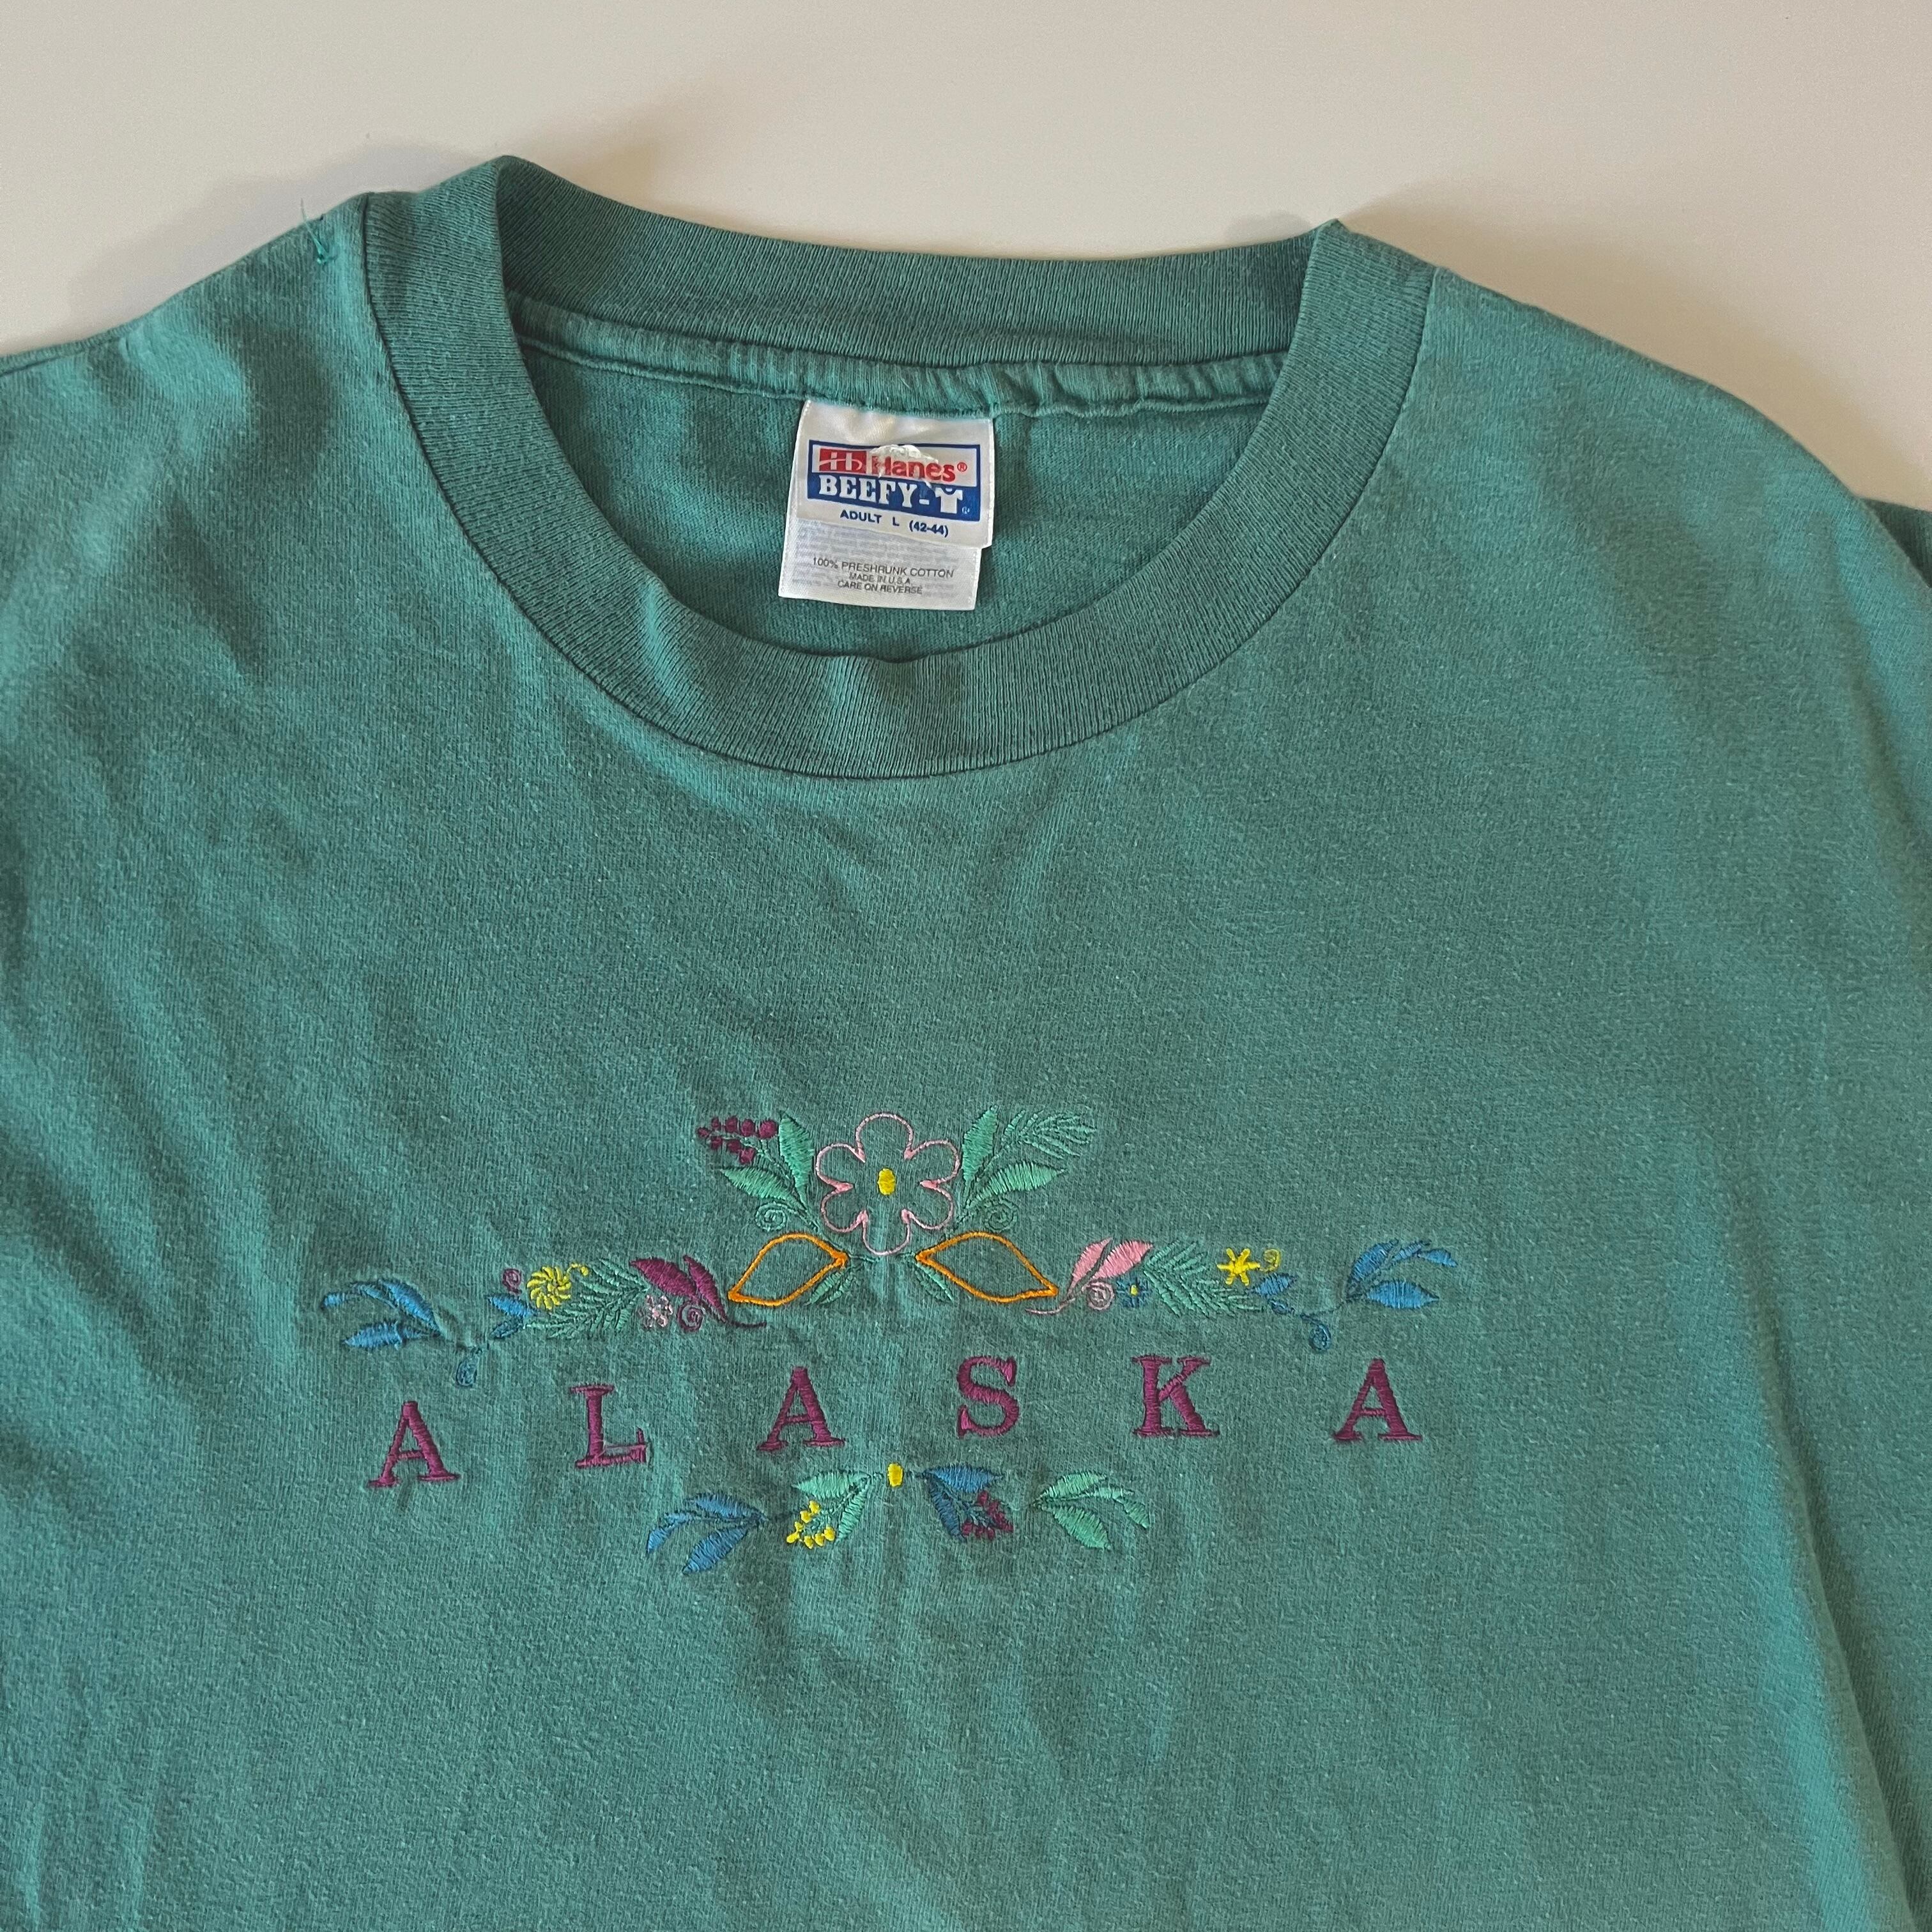 Hanes®
BEEFY-T®
ADULT L (42-44)
100% PRESHRUNK COTTON
MADE IN U.S.A.
CARE ON REVERSE
ALASKA